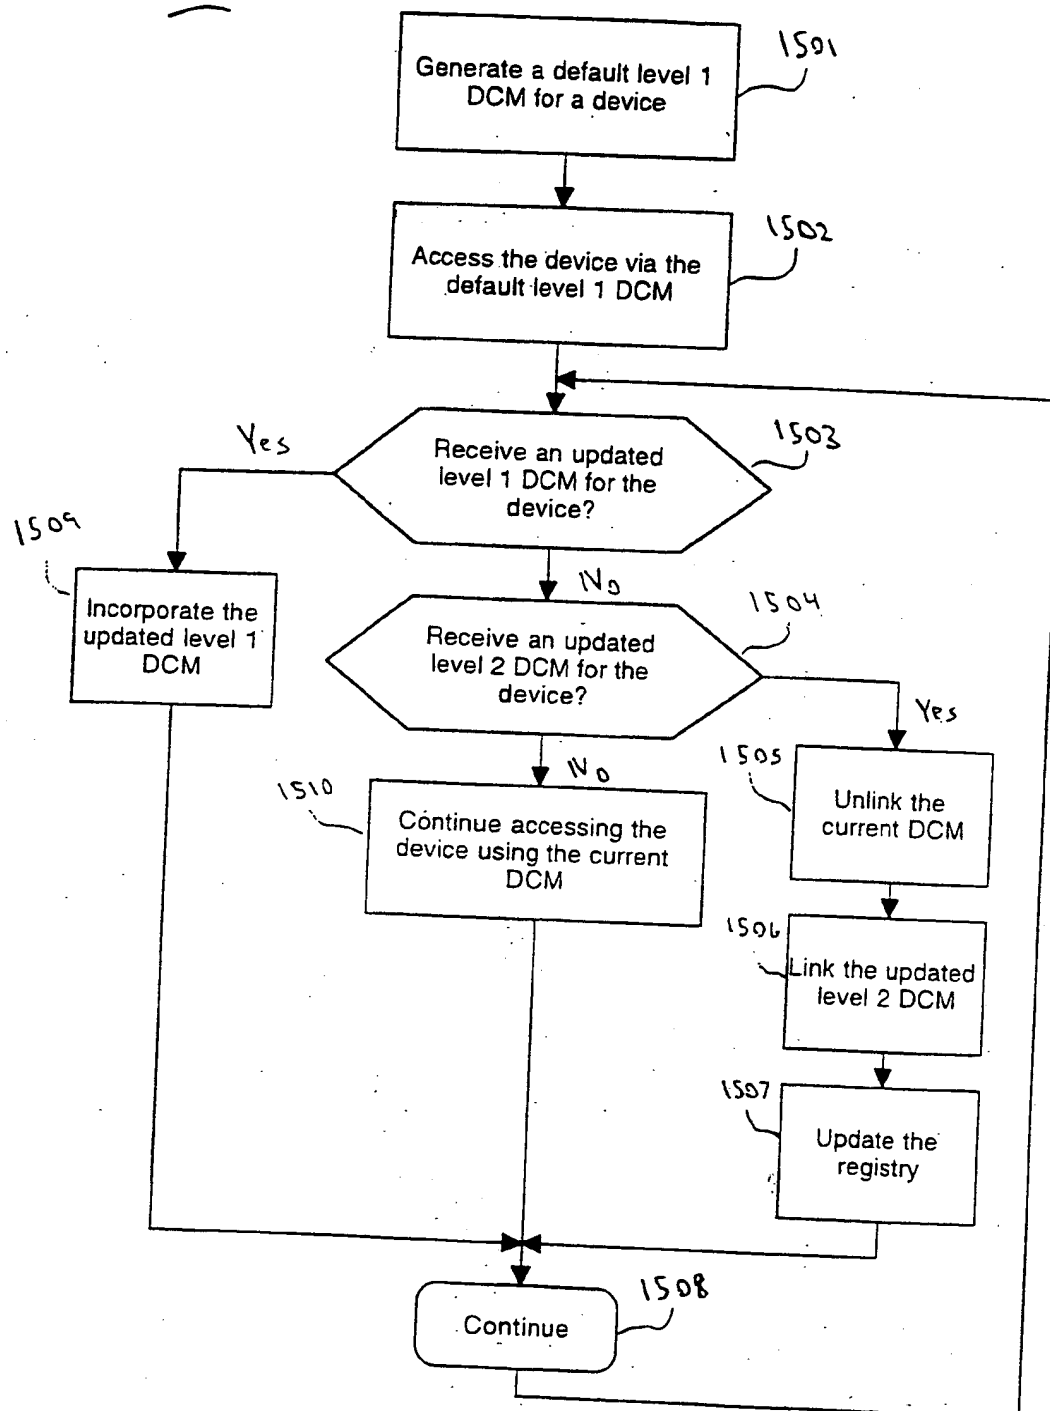 1501
Generate a default level 1
DCM for a device
1502
Access the device via the
default level 1 DCM
Yes
1503
Receive an updated
level 1 DCM for the
device?
1509
No
Incorporate the
updated level 1
DCM
1504
Receive an updated
level 2 DCM for the
device?
Yes
No
1505
Unlink the
current DCM
1510
Continue accessing the
device using the current
DCM
1506
Link the updated
level 2 DCM
1507
Update the
registry
1508
Continue